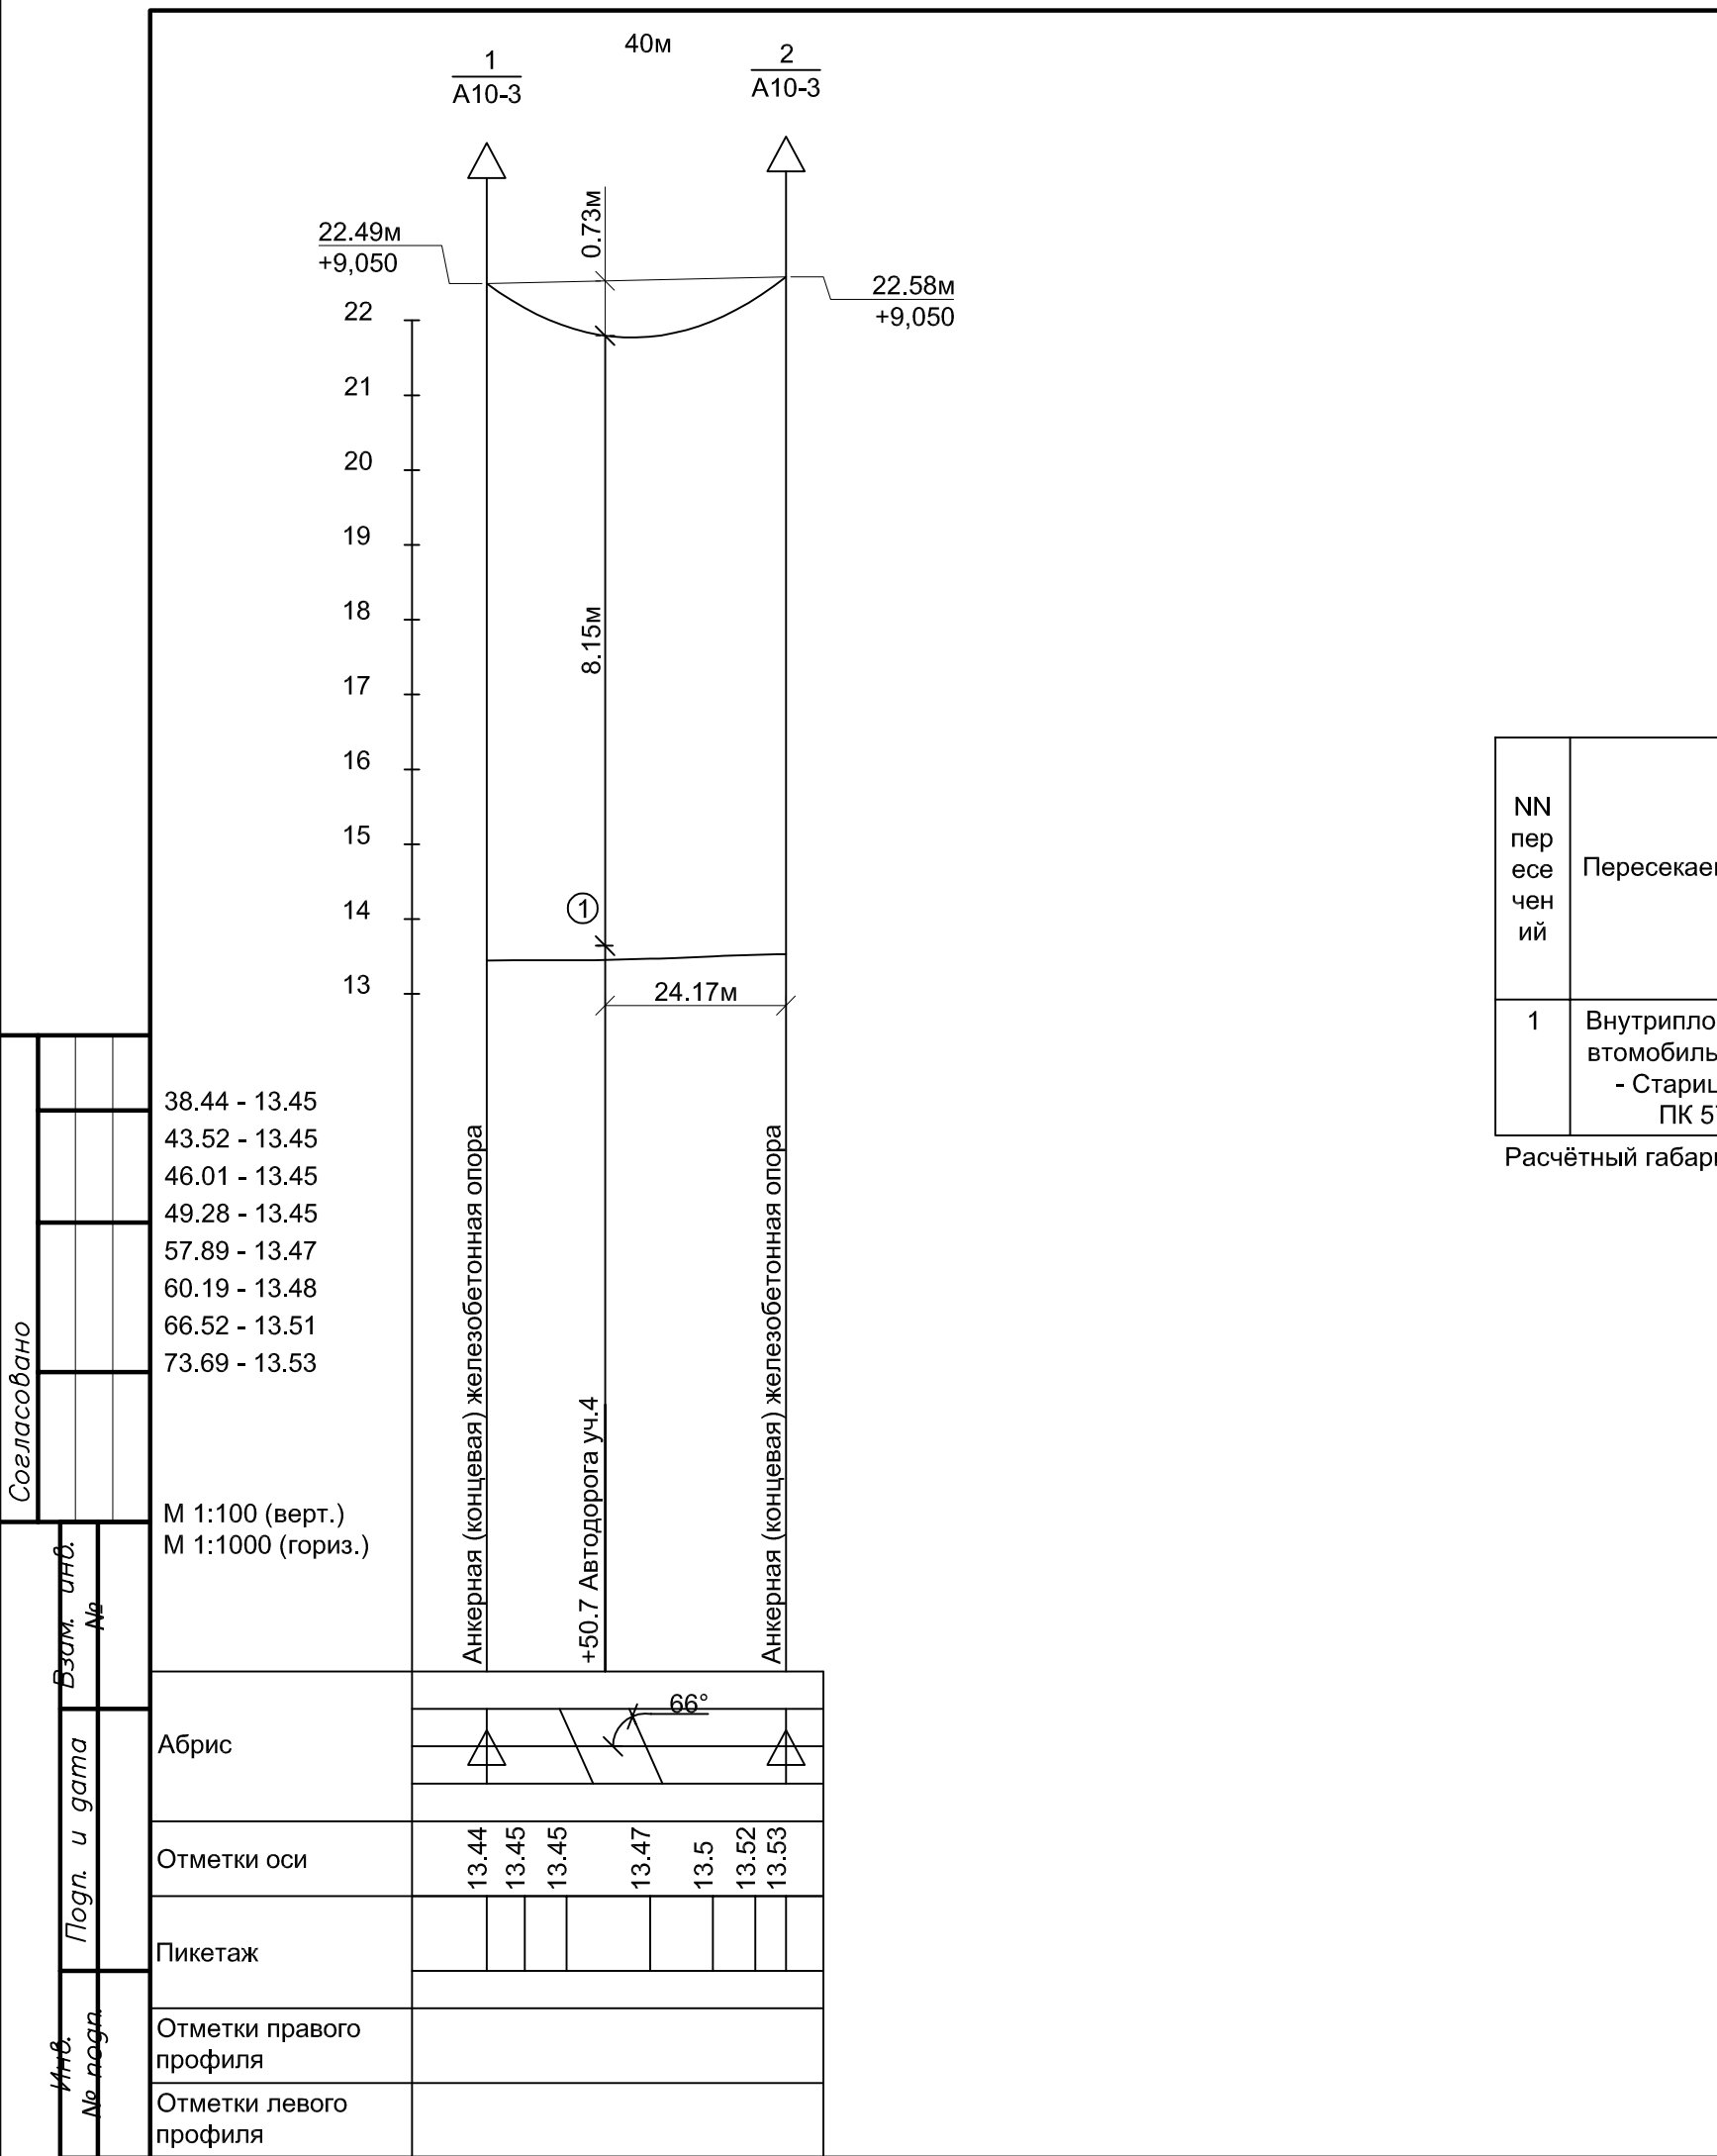 40м
1
А10-3
2
А10-3
0.73м
22.49м
+9,050
22.58м
+9,050
22
21
20
19
18
17
16
15
14
13
8.15м
1
24.17м
NN
пер
есе
чен
ий
Пересекаем
1
Внутрипло
втомобиль
- Стариц
ПК 57
Расчётный габари
38.44 - 13.45
43.52 - 13.45
46.01 - 13.45
49.28 - 13.45
57.89 - 13.47
60.19 - 13.48
66.52 - 13.51
73.69 - 13.53
М 1:100 (верт.)
М 1:1000 (гориз.)
Анкерная (концевая) железобетонная опора
+50.7 Автодорога уч.4
Анкерная (концевая) железобетонная опора
Согласовано
Взам. инв.
№
Подп. и дата
Инв.
№ подп.
Абрис
66°
Отметки оси
13.44
13.45
13.45
13.47
13.5
13.52
13.53
Пикетаж
Отметки правого
профиля
Отметки левого
профиля